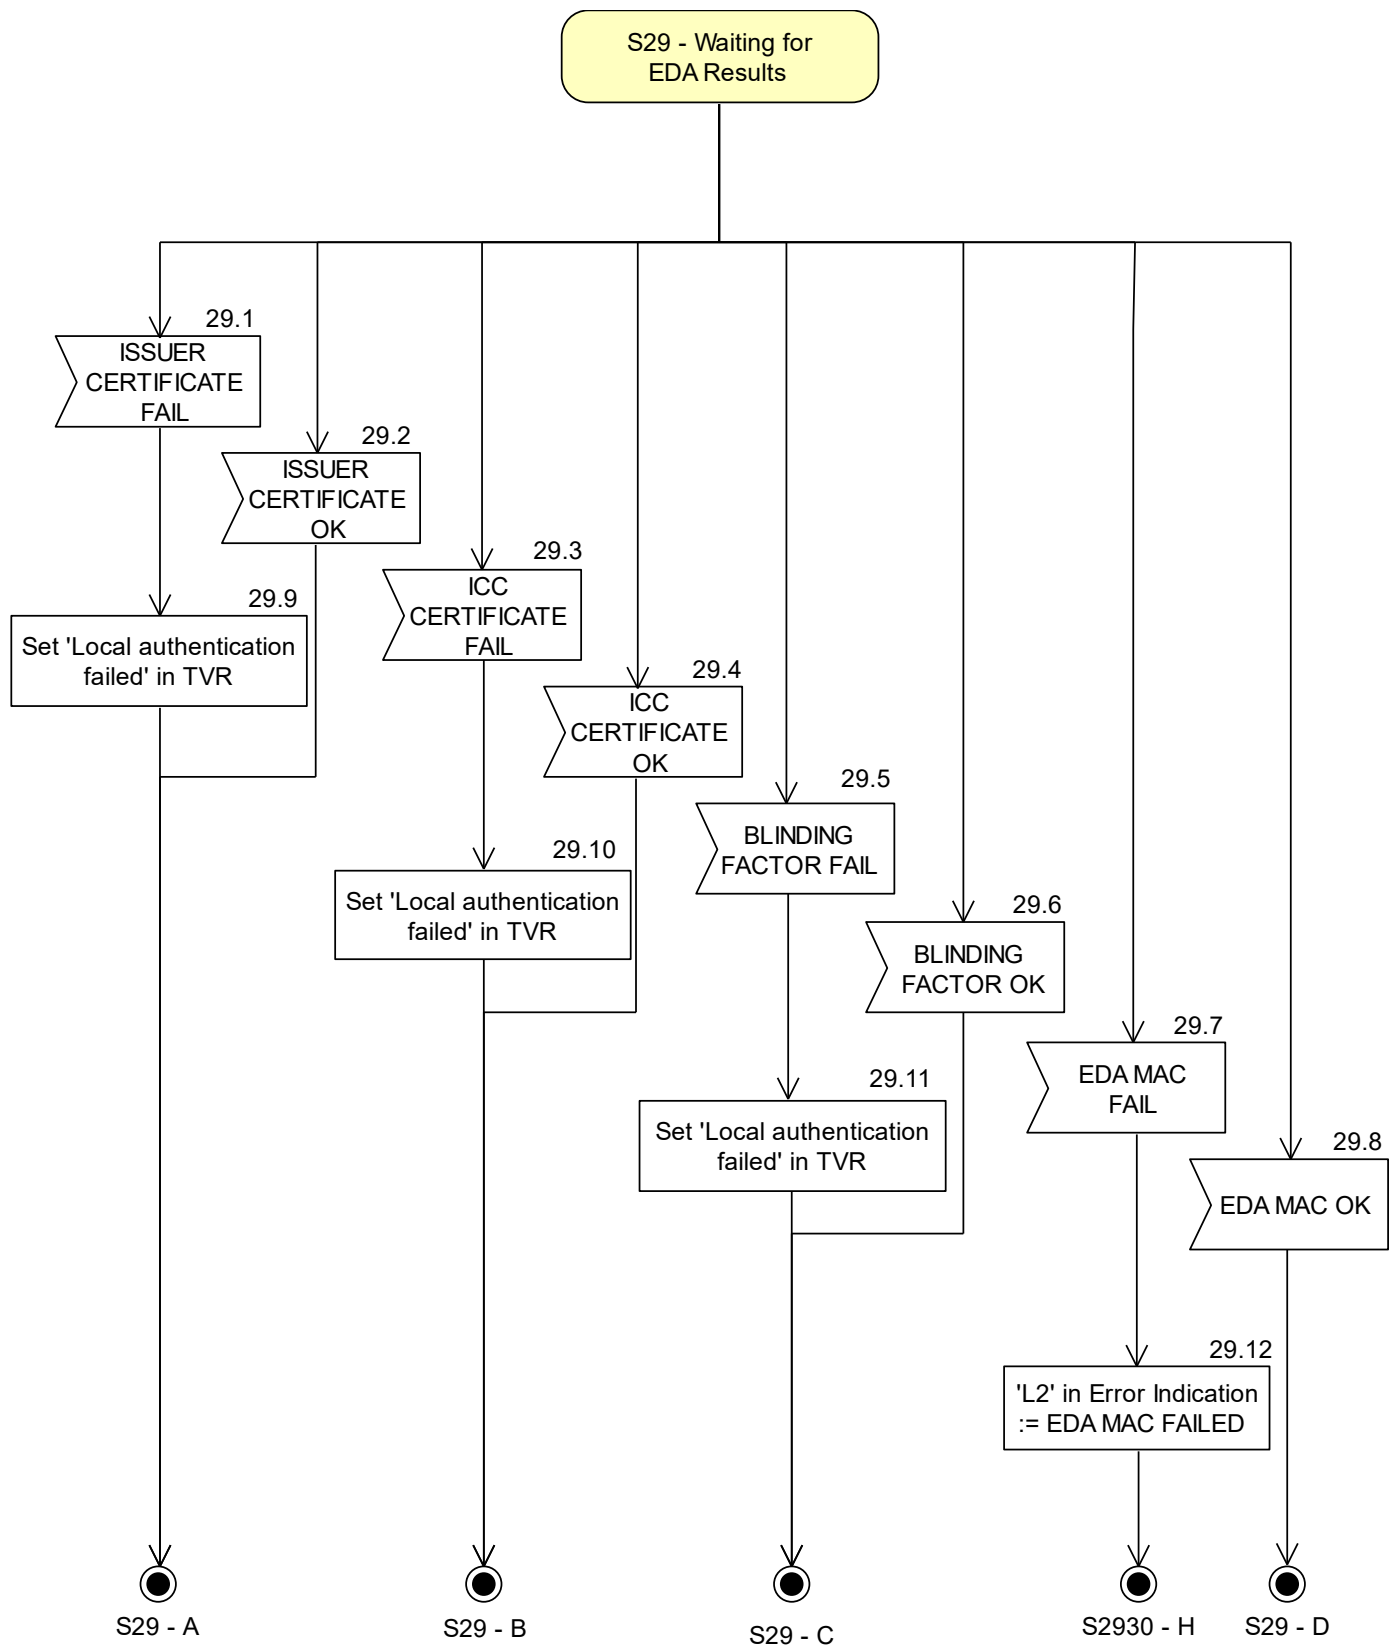 S29 - Waiting for
EDA Results
29.1
ISSUER
CERTIFICATE
FAIL
29.2
ISSUER
CERTIFICATE
OK
29.3
ICC
CERTIFICATE
FAIL
29.9
Set 'Local authentication
failed' in TVR
29.4
ICC
CERTIFICATE
OK
29.5
BLINDING
FACTOR FAIL
29.10
Set 'Local authentication
failed' in TVR
29.6
BLINDING
FACTOR OK
29.7
EDA MAC
FAIL
29.11
Set 'Local authentication
failed' in TVR
29.8
EDA MAC OK
29.12
'L2' in Error Indication
:= EDA MAC FAILED
S29 - A
S29 - B
S29 - C
S2930 - H
S29 - D